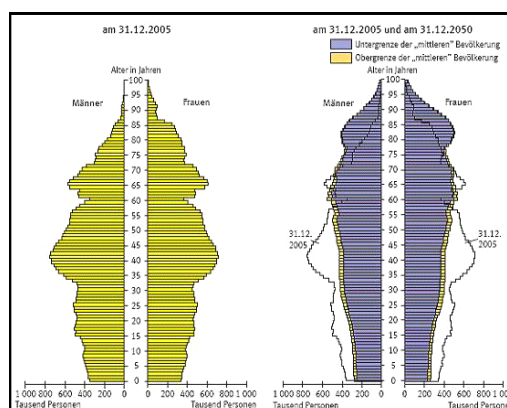 am 31.12.2005
am 31.12.2005 und am 31.12.2050
Untergrenze der „mittleren“ Bevölkerung
Obergrenze der „mittleren“ Bevölkerung
Alter in Jahren
Alter in Jahren
Männer
Frauen
Männer
Frauen
100
95
90
85
80
75
70
65
60
55
50
45
40
35
30
25
20
15
10
5
0
100
95
90
85
80
75
70
65
60
55
50
45
40
35
30
25
20
15
10
5
0
31.12.
2005
31.12.
2005
1 000 800 600 400 200 0
0 200 400 600 800 1 000
1 000 800 600 400 200 0
0 200 400 600 800 1 000
Tausend Personen
Tausend Personen
Tausend Personen
Tausend Personen